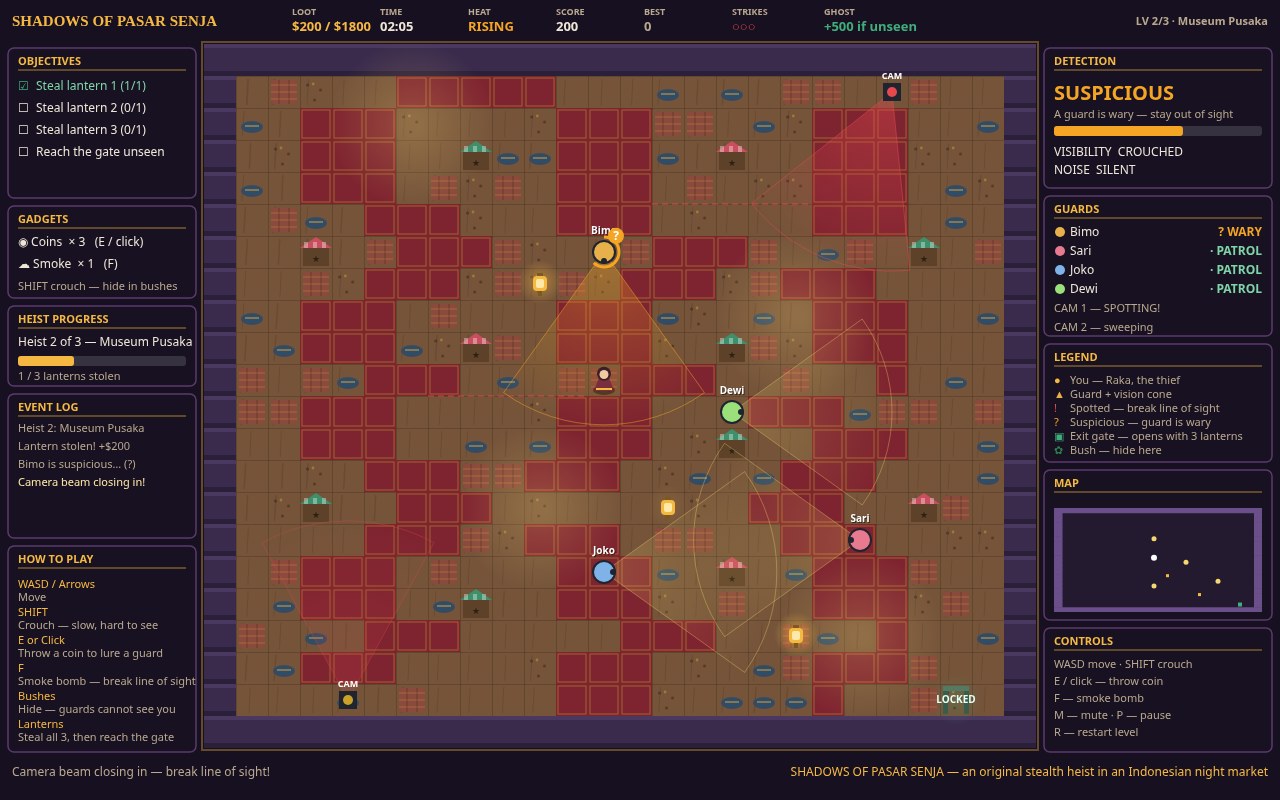 SHADOWS OF PASAR SENJA
LOOT
$200 / $1800
TIME
02:05
HEAT
RISING
SCORE
200
BEST
0
STRIKES
○○○
GHOST
+500 if unseen
LV 2/3 · Museum Pusaka
OBJECTIVES
☑ Steal lantern 1 (1/1)
☐ Steal lantern 2 (0/1)
☐ Steal lantern 3 (0/1)
☐ Reach the gate unseen
GADGETS
◉ Coins × 3 (E / click)
☁ Smoke × 1 (F)
SHIFT crouch — hide in bushes
HEIST PROGRESS
Heist 2 of 3 — Museum Pusaka
1 / 3 lanterns stolen
EVENT LOG
Heist 2: Museum Pusaka
Lantern stolen! +$200
Bimo is suspicious... (?)
Camera beam closing in!
HOW TO PLAY
WASD / Arrows
Move
SHIFT
Crouch — slow, hard to see
E or Click
Throw a coin to lure a guard
F
Smoke bomb — break line of sight
Bushes
Hide — guards cannot see you
Lanterns
Steal all 3, then reach the gate
CAM
Bimo
?
Dewi
Sari
Joko
CAM
LOCKED
DETECTION
SUSPICIOUS
A guard is wary — stay out of sight
VISIBILITY CROUCHED
NOISE SILENT
GUARDS
Bimo ? WARY
Sari · PATROL
Joko · PATROL
Dewi · PATROL
CAM 1 — SPOTTING!
CAM 2 — sweeping
LEGEND
● You — Raka, the thief
▲ Guard + vision cone
! Spotted — break line of sight
? Suspicious — guard is wary
▣ Exit gate — opens with 3 lanterns
✿ Bush — hide here
MAP
CONTROLS
WASD move · SHIFT crouch
E / click — throw coin
F — smoke bomb
M — mute · P — pause
R — restart level
Camera beam closing in — break line of sight!
SHADOWS OF PASAR SENJA — an original stealth heist in an Indonesian night market